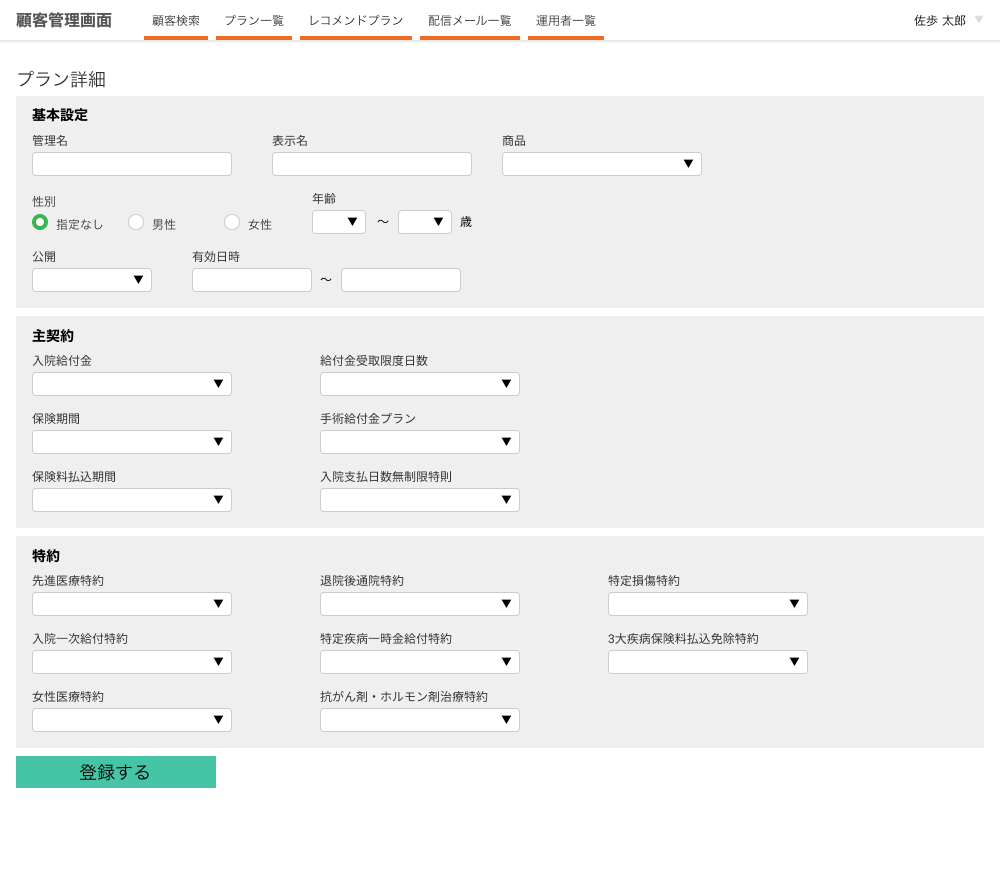 顧客管理画面 顧客検索 プラン一覧 レコメンドプラン 配信メール一覧 運用者一覧 佐歩 太郎
プラン詳細
基本設定
管理名 表示名 商品
性別 年齢
指定なし 男性 女性 ～ 歳
公開 有効日時
～
主契約
入院給付金 給付金受取限度日数
保険期間 手術給付金プラン
保険料払込期間 入院支払日数無制限特則
特約
先進医療特約 退院後通院特約 特定損傷特約
入院一次給付特約 特定疾病一時金給付特約 3大疾病保険料払込免除特約
女性医療特約 抗がん剤・ホルモン剤治療特約
登録する